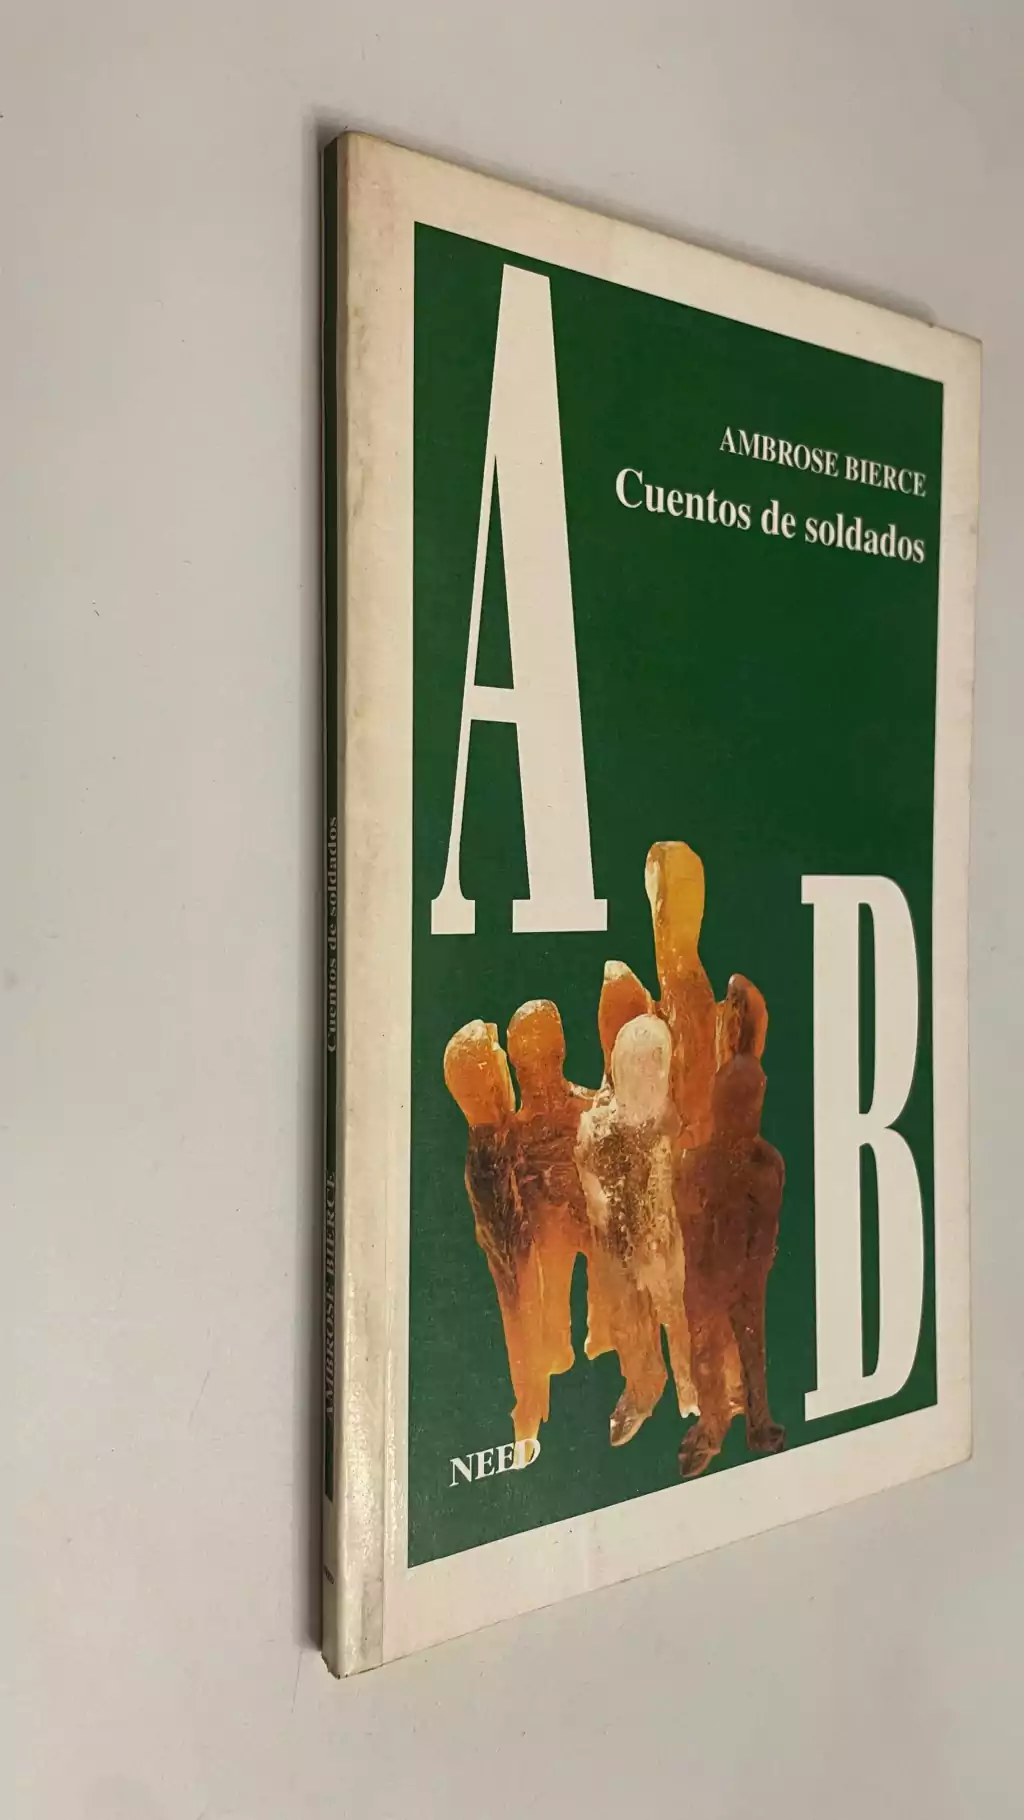 A
AMBROSE BIERCE
Cuentos de soldados
B
NEED
AMBROSE BIERCE
Cuentos de soldados